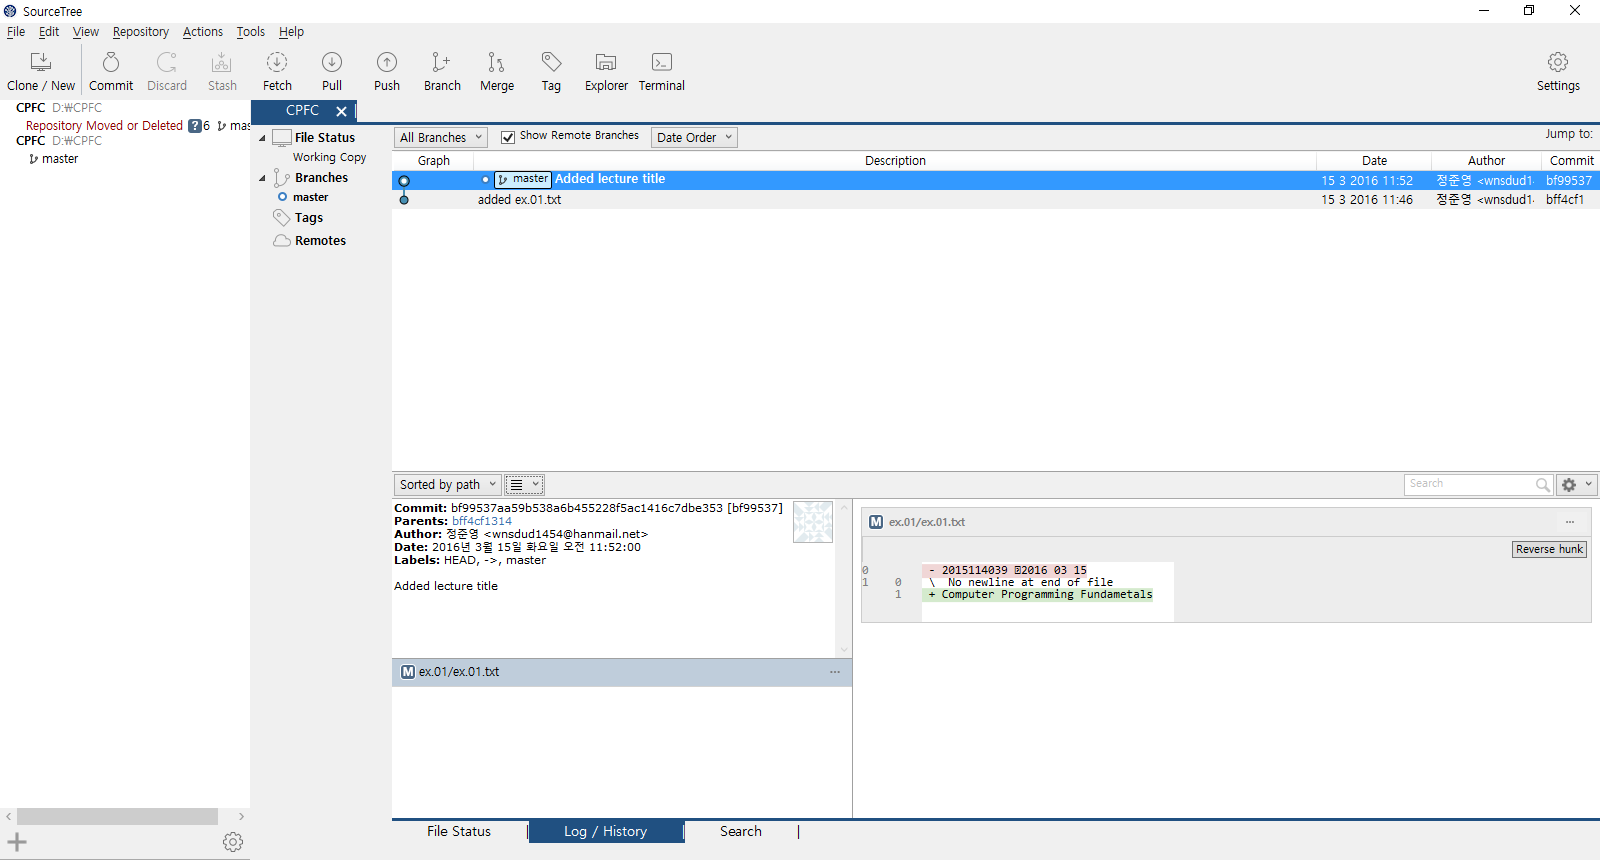 SourceTree
File Edit View Repository Actions Tools Help
Clone / New Commit Discard Stash Fetch Pull Push Branch Merge Tag Explorer Terminal Settings
CPFC D:₩CPFC
Repository Moved or Deleted ? 6 mas
CPFC D:₩CPFC
master
CPFC
File Status
Working Copy
Branches
master
Tags
Remotes
All Branches Show Remote Branches Date Order Jump to:
Graph Description Date Author Commit
master Added lecture title 15 3 2016 11:52 정준영 <wnsdud1 bf99537
added ex.01.txt 15 3 2016 11:46 정준영 <wnsdud1 bff4cf1
Sorted by path Search
Commit: bf99537aa59b538a6b455228f5ac1416c7dbe353 [bf99537]
Parents: bff4cf1314
Author: 정준영 <wnsdud1454@hanmail.net>
Date: 2016년 3월 15일 화요일 오전 11:52:00
Labels: HEAD, ->, master
Added lecture title
M ex.01/ex.01.txt ...
M ex.01/ex.01.txt ...
Reverse hunk
0 - 2015114039 2016 03 15
1 0 \ No newline at end of file
1 + Computer Programming Fundametals
File Status Log / History Search